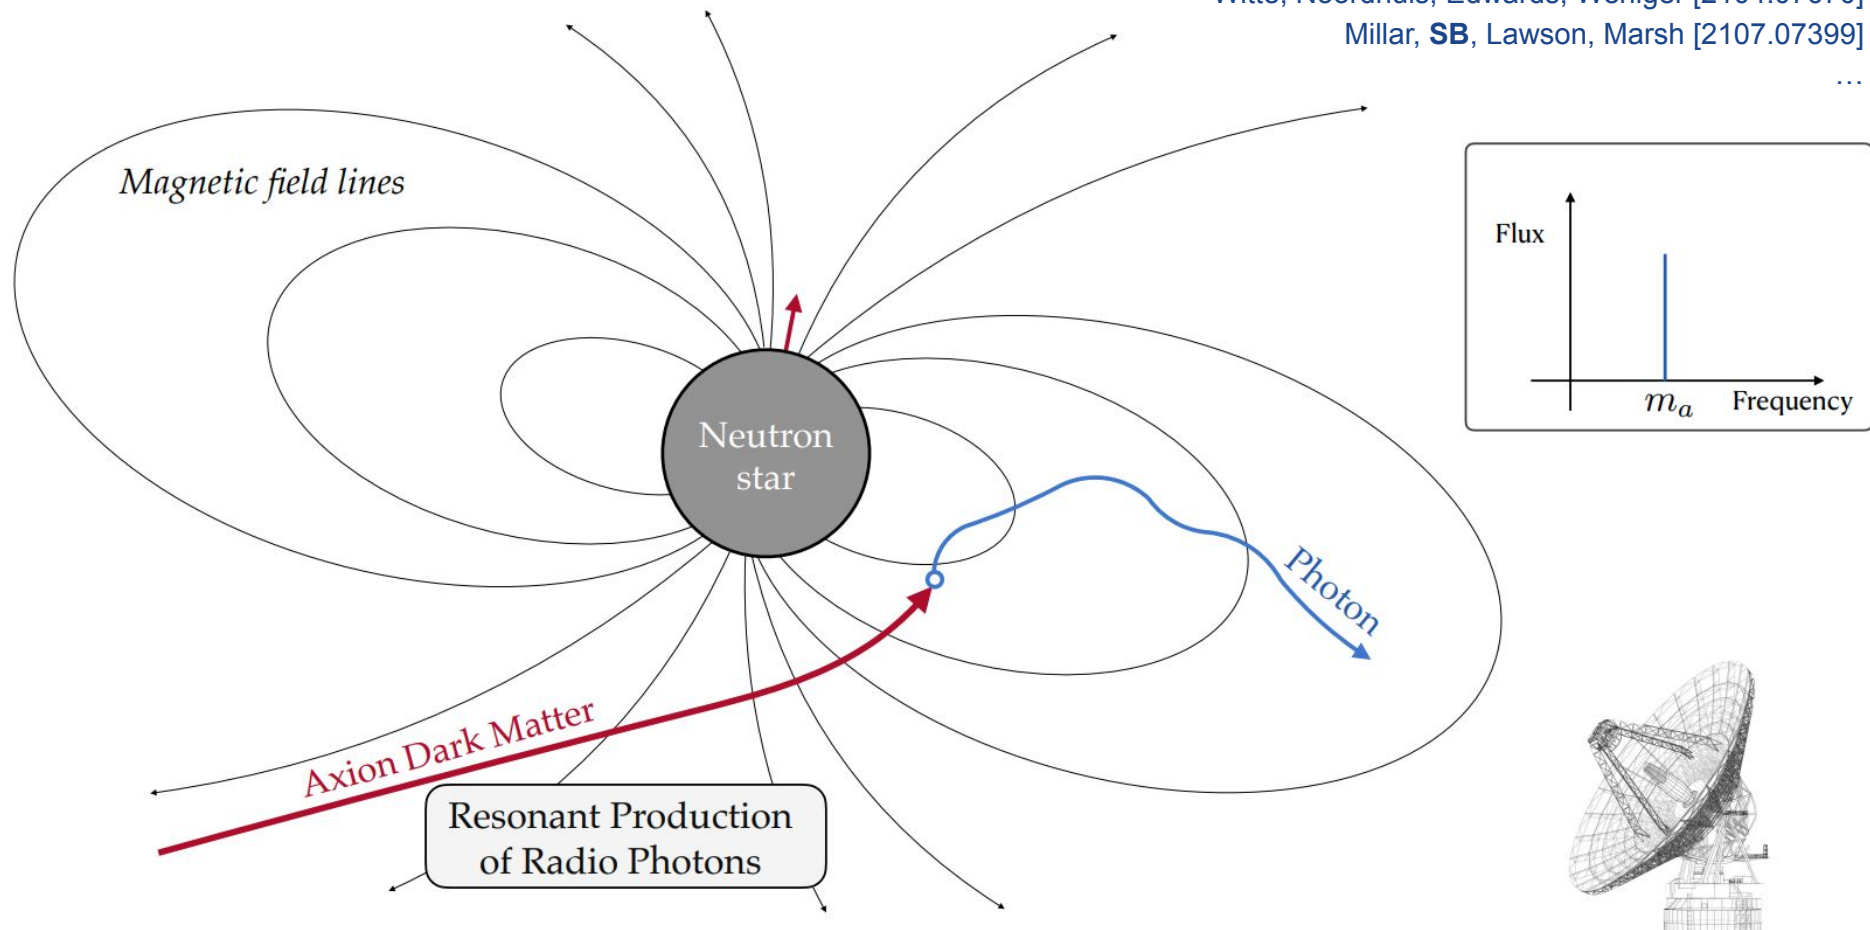 Millar, SB, Lawson, Marsh [2107.07399]
...
Magnetic field lines
Flux
m_a
Frequency
Neutron
star
Photon
Axion Dark Matter
Resonant Production
of Radio Photons